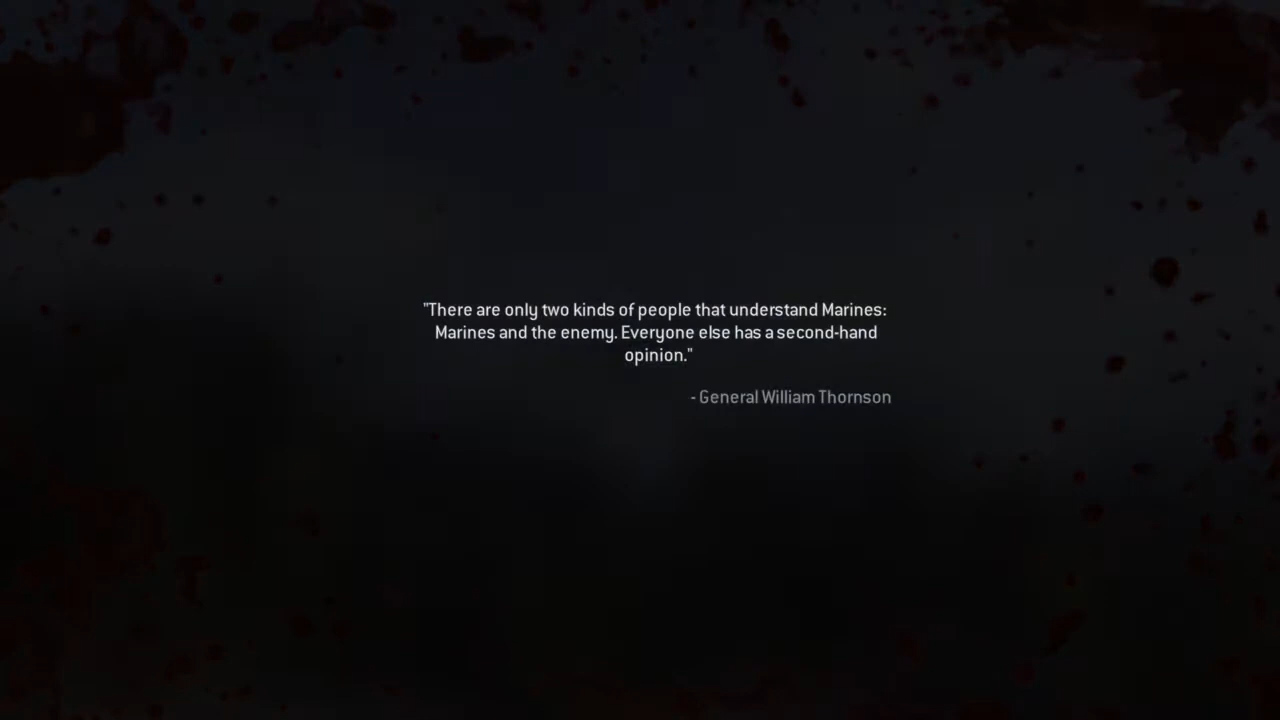 "There are only two kinds of people that understand Marines:
Marines and the enemy. Everyone else has a second-hand
opinion."
- General William Thornson